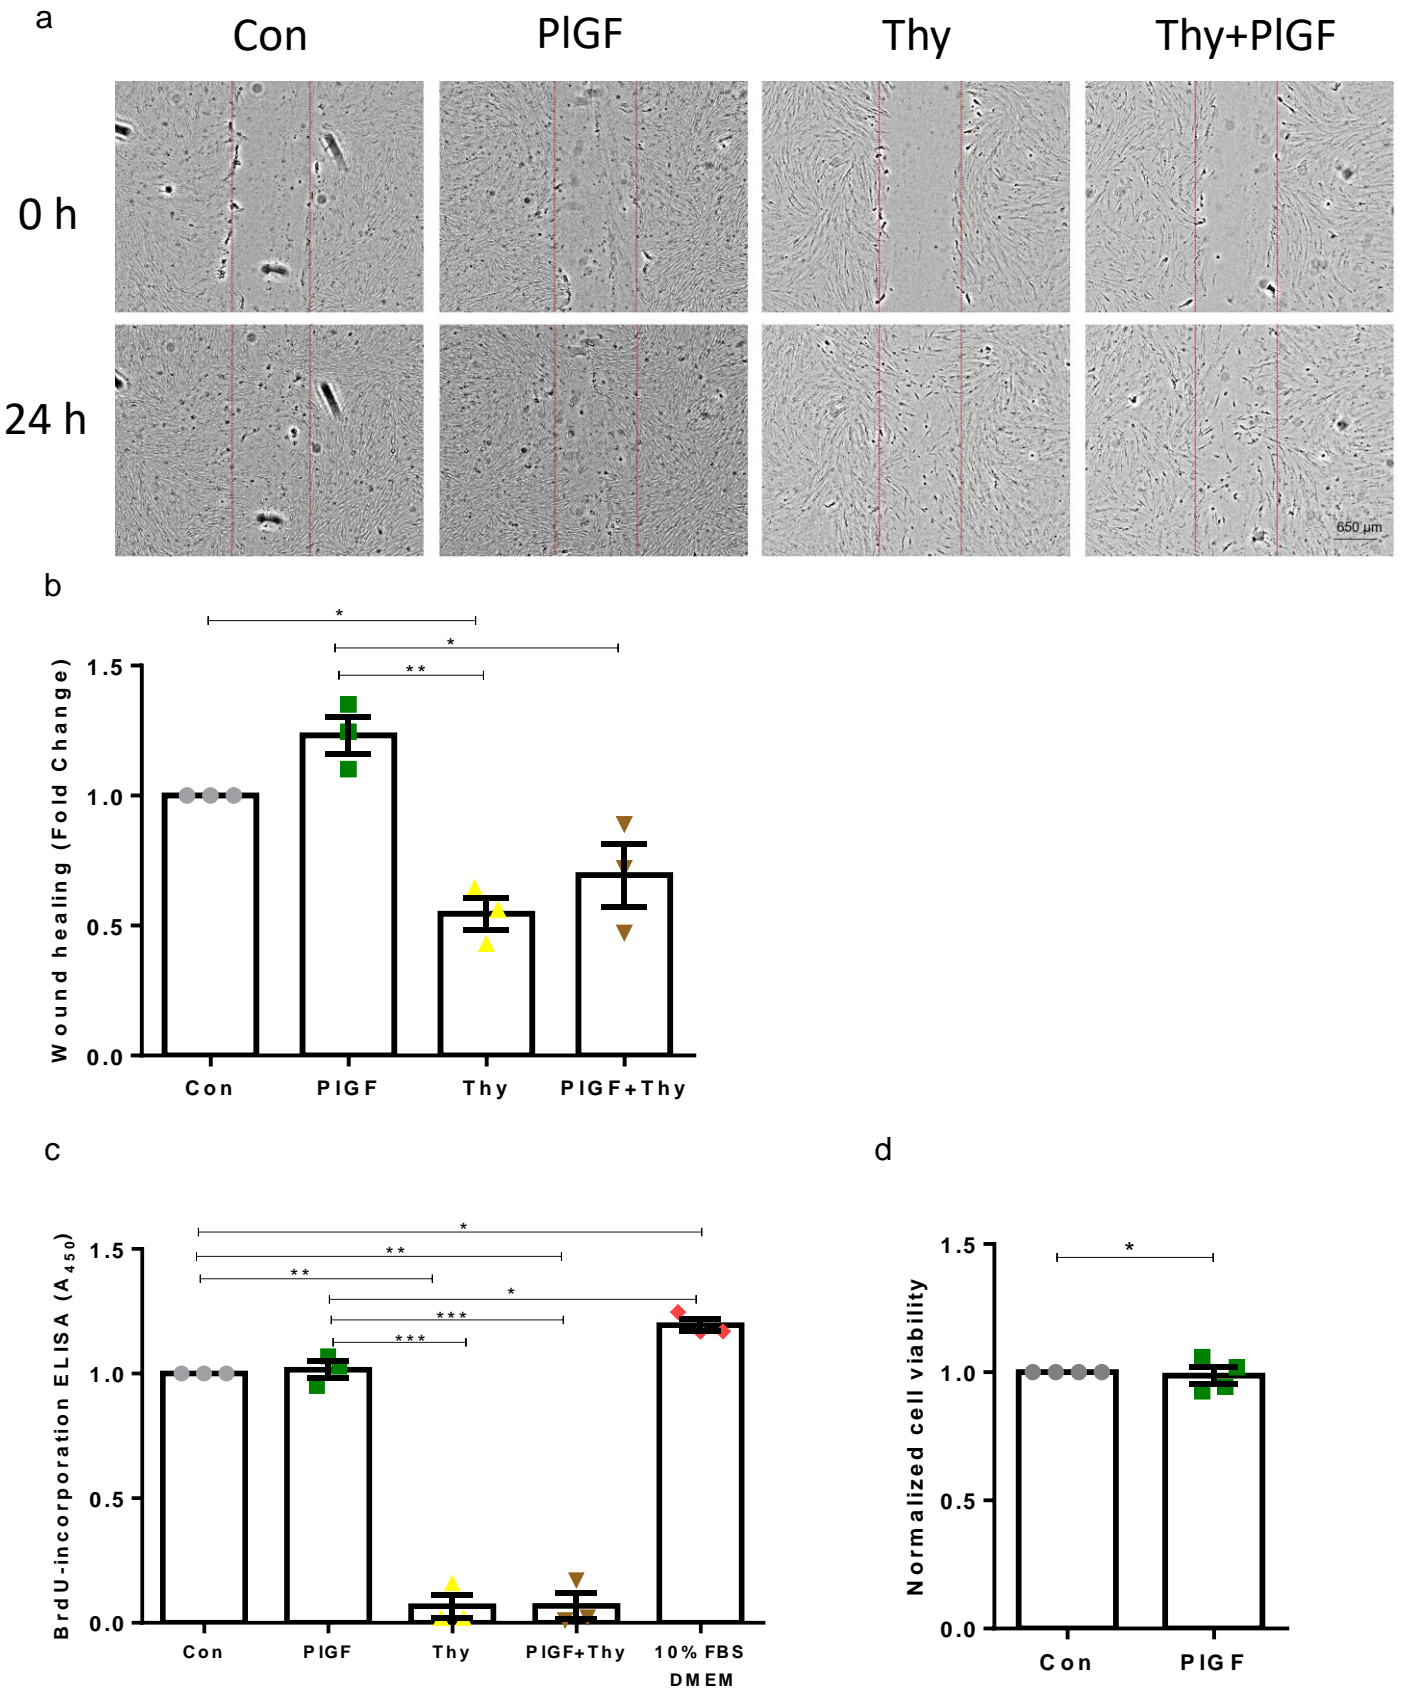 a
Con PlGF Thy Thy+PlGF
0 h
24 h
650 µm
b
*
*
**
Wound healing (Fold Change)
1.5
1.0
0.5
0.0
Con PlGF Thy PlGF+Thy
c
*
**
**
*
***
***
BrdU-incorporation ELISA (A450)
1.5
1.0
0.5
0.0
Con PlGF Thy PlGF+Thy 10% FBS
DMEM
d
*
Normalized cell viability
1.5
1.0
0.5
0.0
Con PlGF